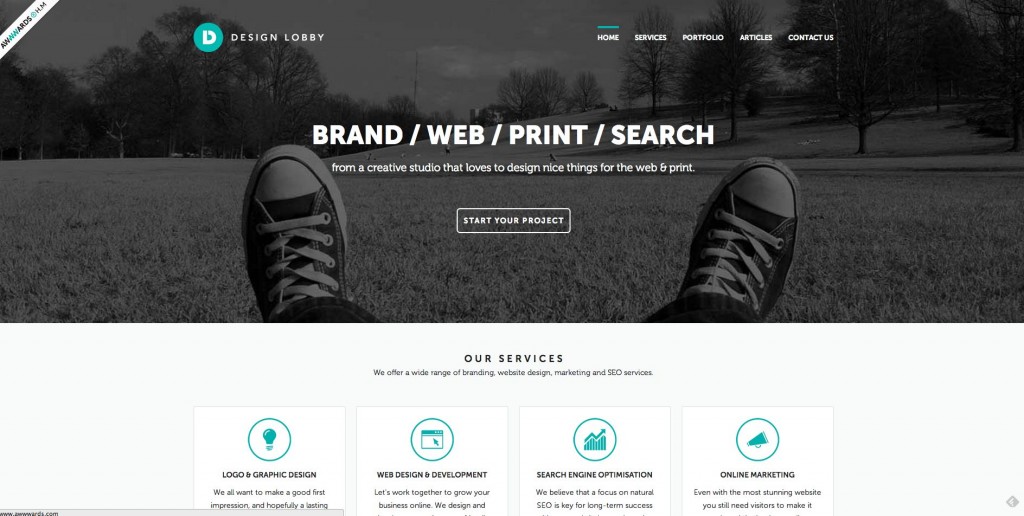 AWWWARDS H.M
DESIGN LOBBY
HOME SERVICES PORTFOLIO ARTICLES CONTACT US
BRAND / WEB / PRINT / SEARCH
from a creative studio that loves to design nice things for the web & print.
START YOUR PROJECT
OUR SERVICES
We offer a wide range of branding, website design, marketing and SEO services.
LOGO & GRAPHIC DESIGN
We all want to make a good first
impression, and hopefully a lasting
WEB DESIGN & DEVELOPMENT
Let's work together to grow your
business online. We design and
SEARCH ENGINE OPTIMISATION
We believe that a focus on natural
SEO is key for long-term success
ONLINE MARKETING
Even with the most stunning website
you still need visitors to make it
www.awwwards.com